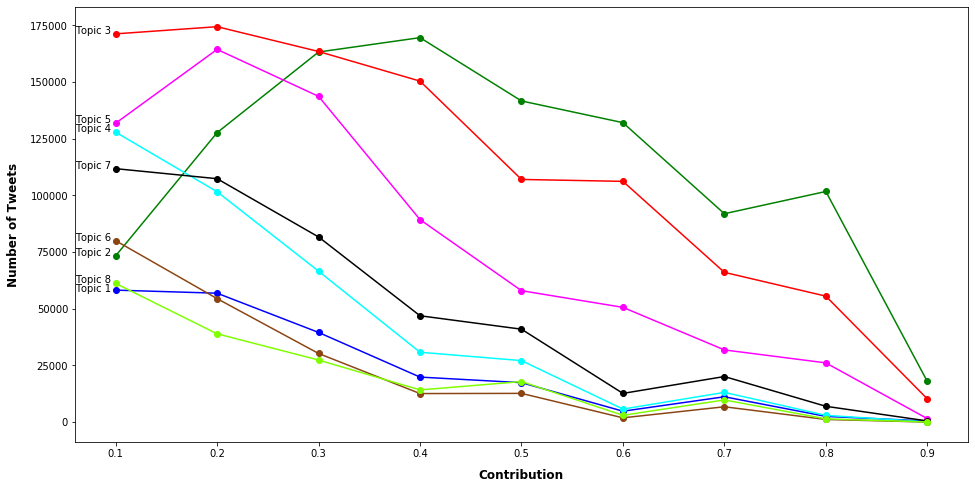 Number of Tweets
175000
150000
125000
100000
75000
50000
25000
0
Topic 3
Topic 5
Topic 4
Topic 7
Topic 6
Topic 2
Topic 8
Topic 1
0.1 0.2 0.3 0.4 0.5 0.6 0.7 0.8 0.9
Contribution